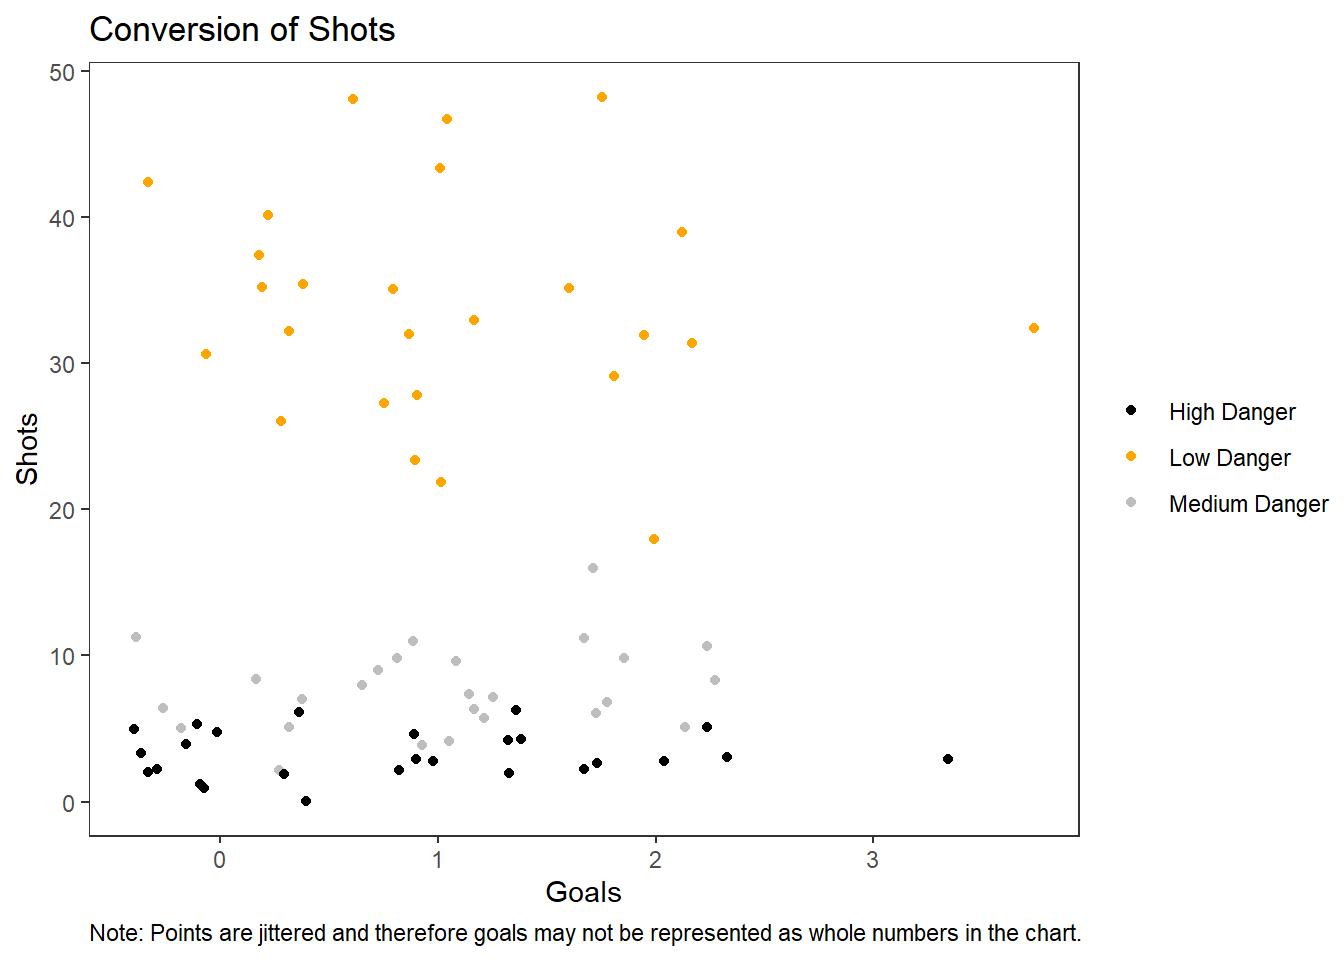 Conversion of Shots
50
40
30
20
10
0
Shots
0 1 2 3
Goals
High Danger
Low Danger
Medium Danger
Note: Points are jittered and therefore goals may not be represented as whole numbers in the chart.